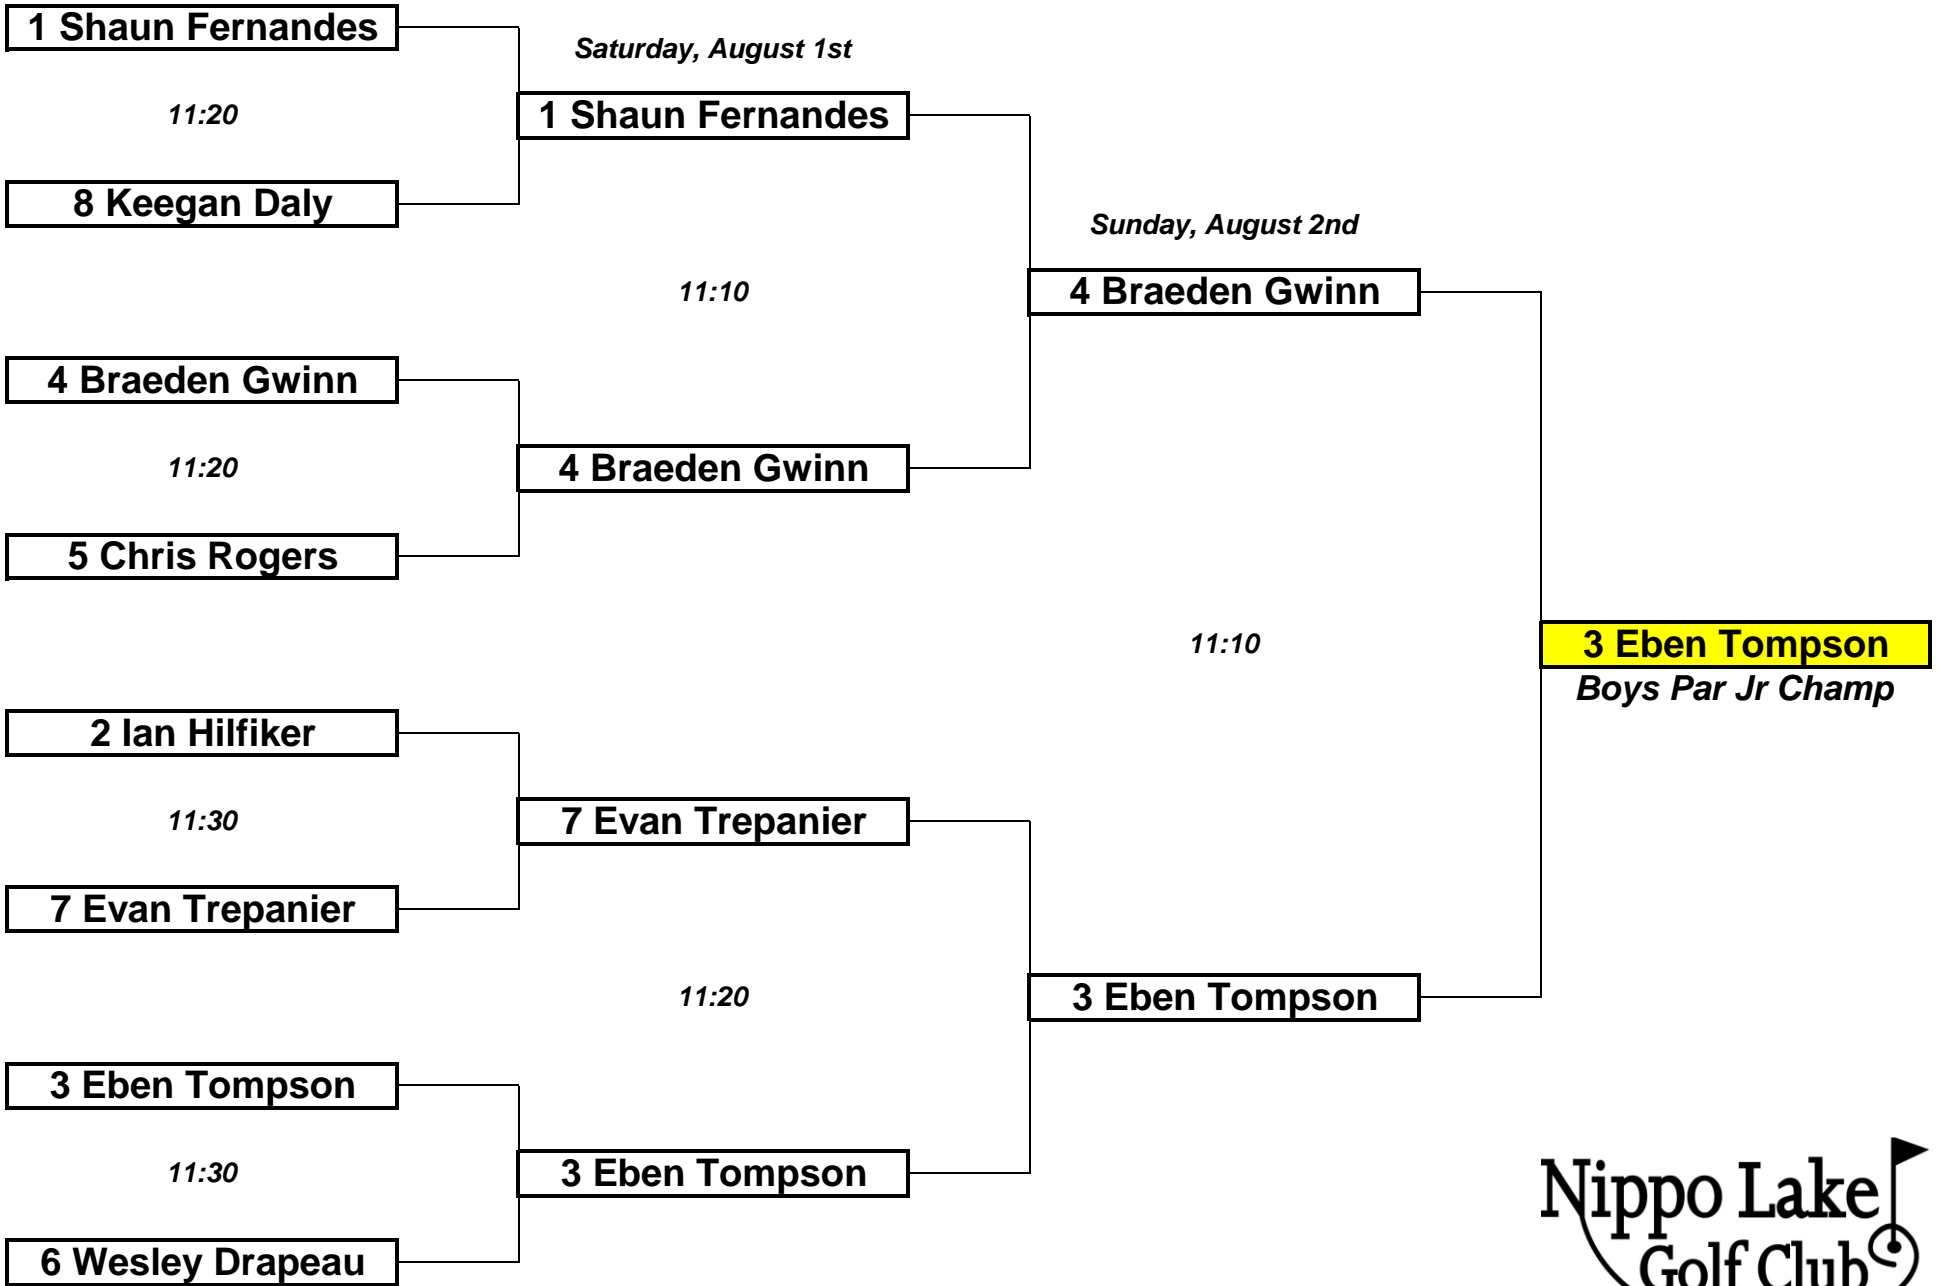 1 Shaun Fernandes
Saturday, August 1st
11:20
1 Shaun Fernandes
8 Keegan Daly
Sunday, August 2nd
11:10
4 Braeden Gwinn
4 Braeden Gwinn
11:20
4 Braeden Gwinn
5 Chris Rogers
11:10
3 Eben Tompson
Boys Par Jr Champ
2 Ian Hilfiker
11:30
7 Evan Trepanier
7 Evan Trepanier
11:20
3 Eben Tompson
3 Eben Tompson
11:30
3 Eben Tompson
6 Wesley Drapeau
Nippo Lake
Golf Club